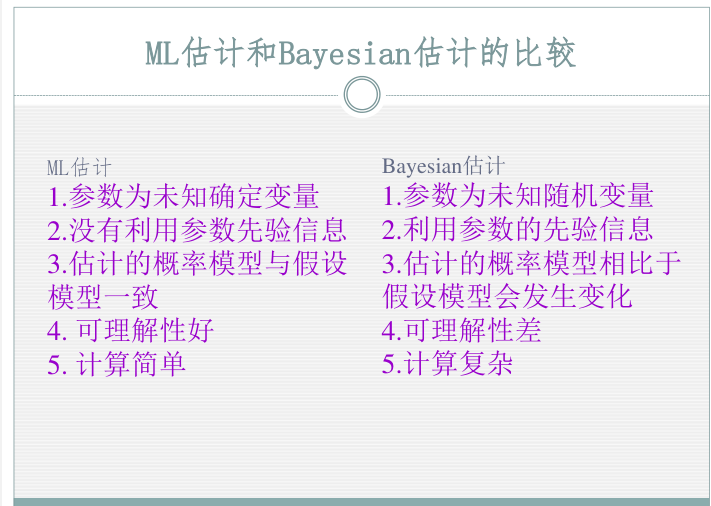 ML估计和Bayesian估计的比较
ML估计
1.参数为未知确定变量
2.没有利用参数先验信息
3.估计的概率模型与假设
模型一致
4. 可理解性好
5. 计算简单
Bayesian估计
1.参数为未知随机变量
2.利用参数的先验信息
3.估计的概率模型相比于
假设模型会发生变化
4.可理解性差
5.计算复杂